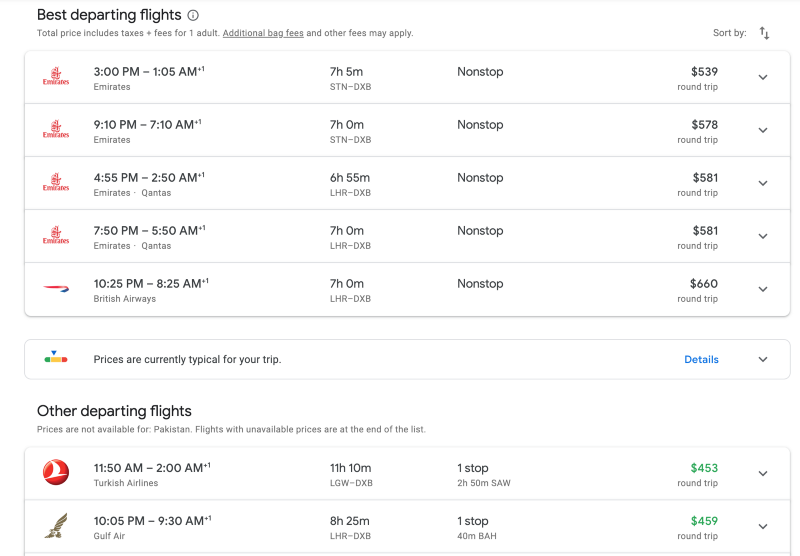 Best departing flights
Total price includes taxes + fees for 1 adult. Additional bag fees and other fees may apply.
Sort by:
Emirates
3:00 PM – 1:05 AM+1
7h 5m
Nonstop
$539
Emirates
STN–DXB
round trip
Emirates
9:10 PM – 7:10 AM+1
7h 0m
Nonstop
$578
Emirates
STN–DXB
round trip
Emirates
4:55 PM – 2:50 AM+1
6h 55m
Nonstop
$581
Emirates · Qantas
LHR–DXB
round trip
Emirates
7:50 PM – 5:50 AM+1
7h 0m
Nonstop
$581
Emirates · Qantas
LHR–DXB
round trip
10:25 PM – 8:25 AM+1
7h 0m
Nonstop
$660
British Airways
LHR–DXB
round trip
Prices are currently typical for your trip.
Details
Other departing flights
Prices are not available for: Pakistan. Flights with unavailable prices are at the end of the list.
11:50 AM – 2:00 AM+1
11h 10m
1 stop
$453
Turkish Airlines
LGW–DXB
2h 50m SAW
round trip
10:05 PM – 9:30 AM+1
8h 25m
1 stop
$459
Gulf Air
LHR–DXB
40m BAH
round trip